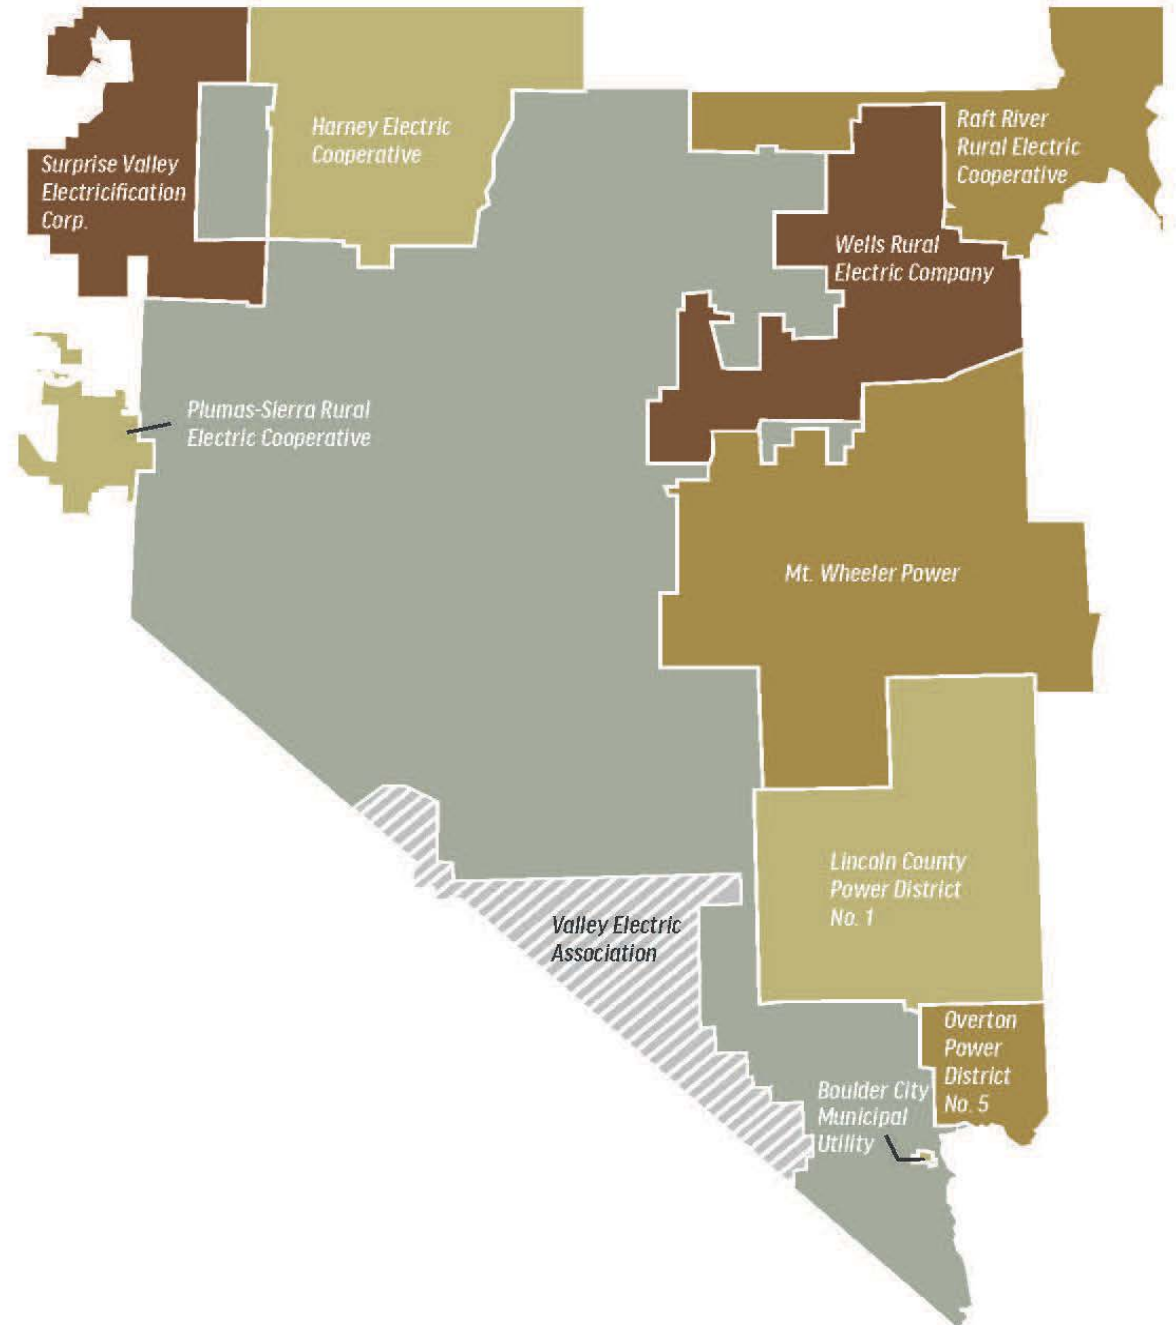 Harney Electric
Cooperative
Raft River
Rural Electric
Cooperative
Surprise Valley
Electricification
Corp.
Wells Rural
Electric Company
Plumas-Sierra Rural
Electric Cooperative
Mt. Wheeler Power
Lincoln County
Power District
No. 1
Valley Electric
Association
Overton
Power
District
No. 5
Boulder City
Municipal
Utility